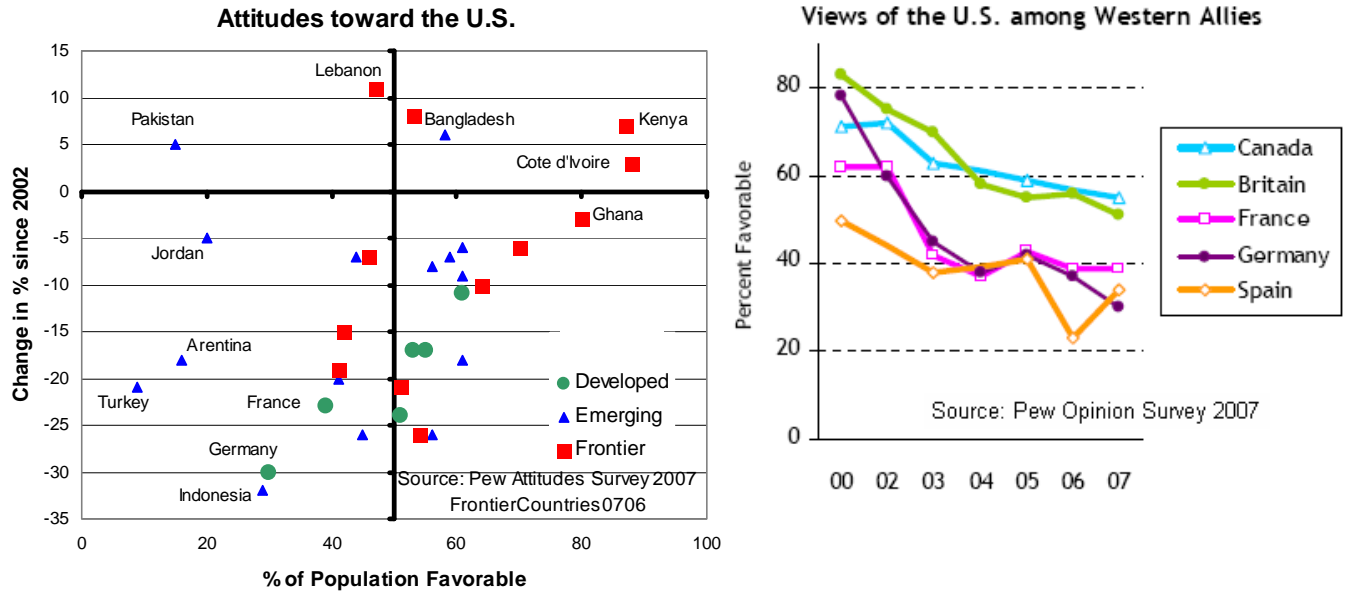 Attitudes toward the U.S.
Change in % since 2002
15
10
5
0
-5
-10
-15
-20
-25
-30
-35
Lebanon
Pakistan
Bangladesh
Kenya
Cote d'Ivoire
Ghana
Jordan
Arentina
Turkey
France
Germany
Indonesia
Developed
Emerging
Frontier
Source: Pew Attitudes Survey 2007
FrontierCountries0706
0
20
40
60
80
100
% of Population Favorable
Views of the U.S. among Western Allies
Percent Favorable
80
60
40
20
0
Canada
Britain
France
Germany
Spain
Source: Pew Opinion Survey 2007
00 02 03 04 05 06 07